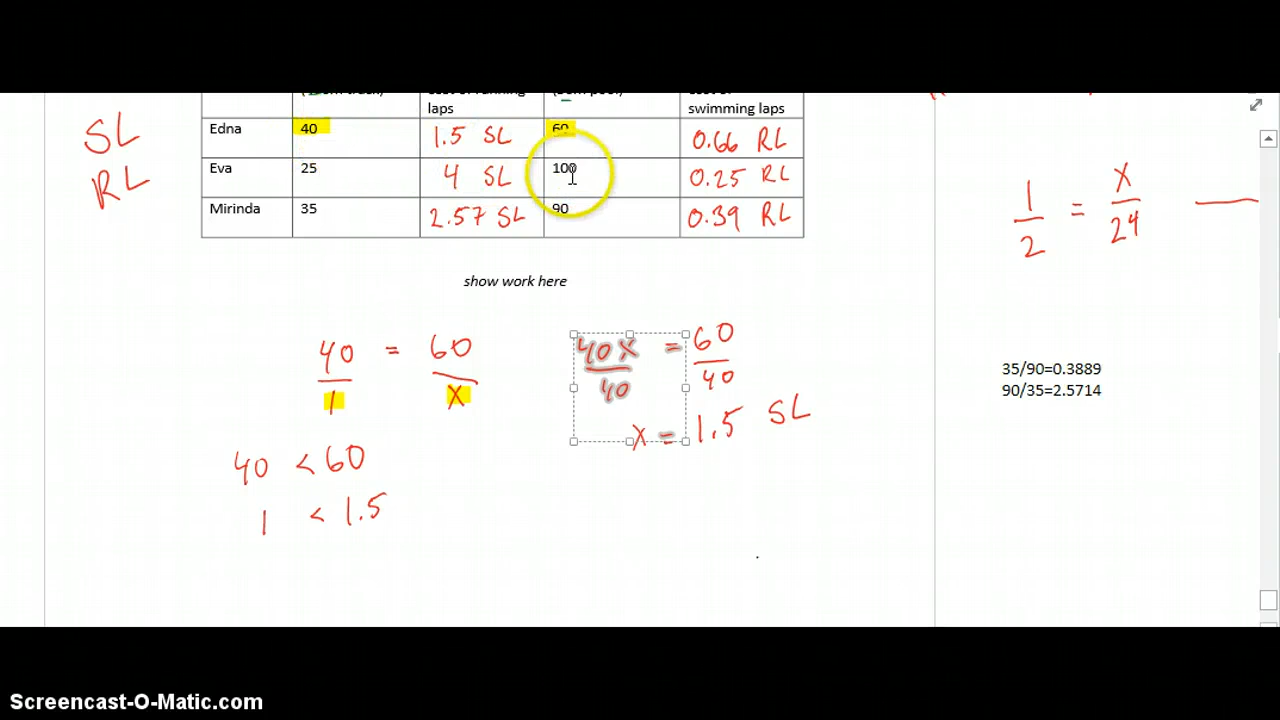 laps
swimming laps
SL
RL
Edna 40 1.5 SL 60 0.66 RL
Eva 25 4 SL 100 0.25 RL
Mirinda 35 2.57 SL 90 0.39 RL
1/2 = X/24
show work here
40/1 = 60/X
40X/40 = 60/40
X = 1.5 SL
40 < 60
1 < 1.5
35/90=0.3889
90/35=2.5714
Screencast-O-Matic.com